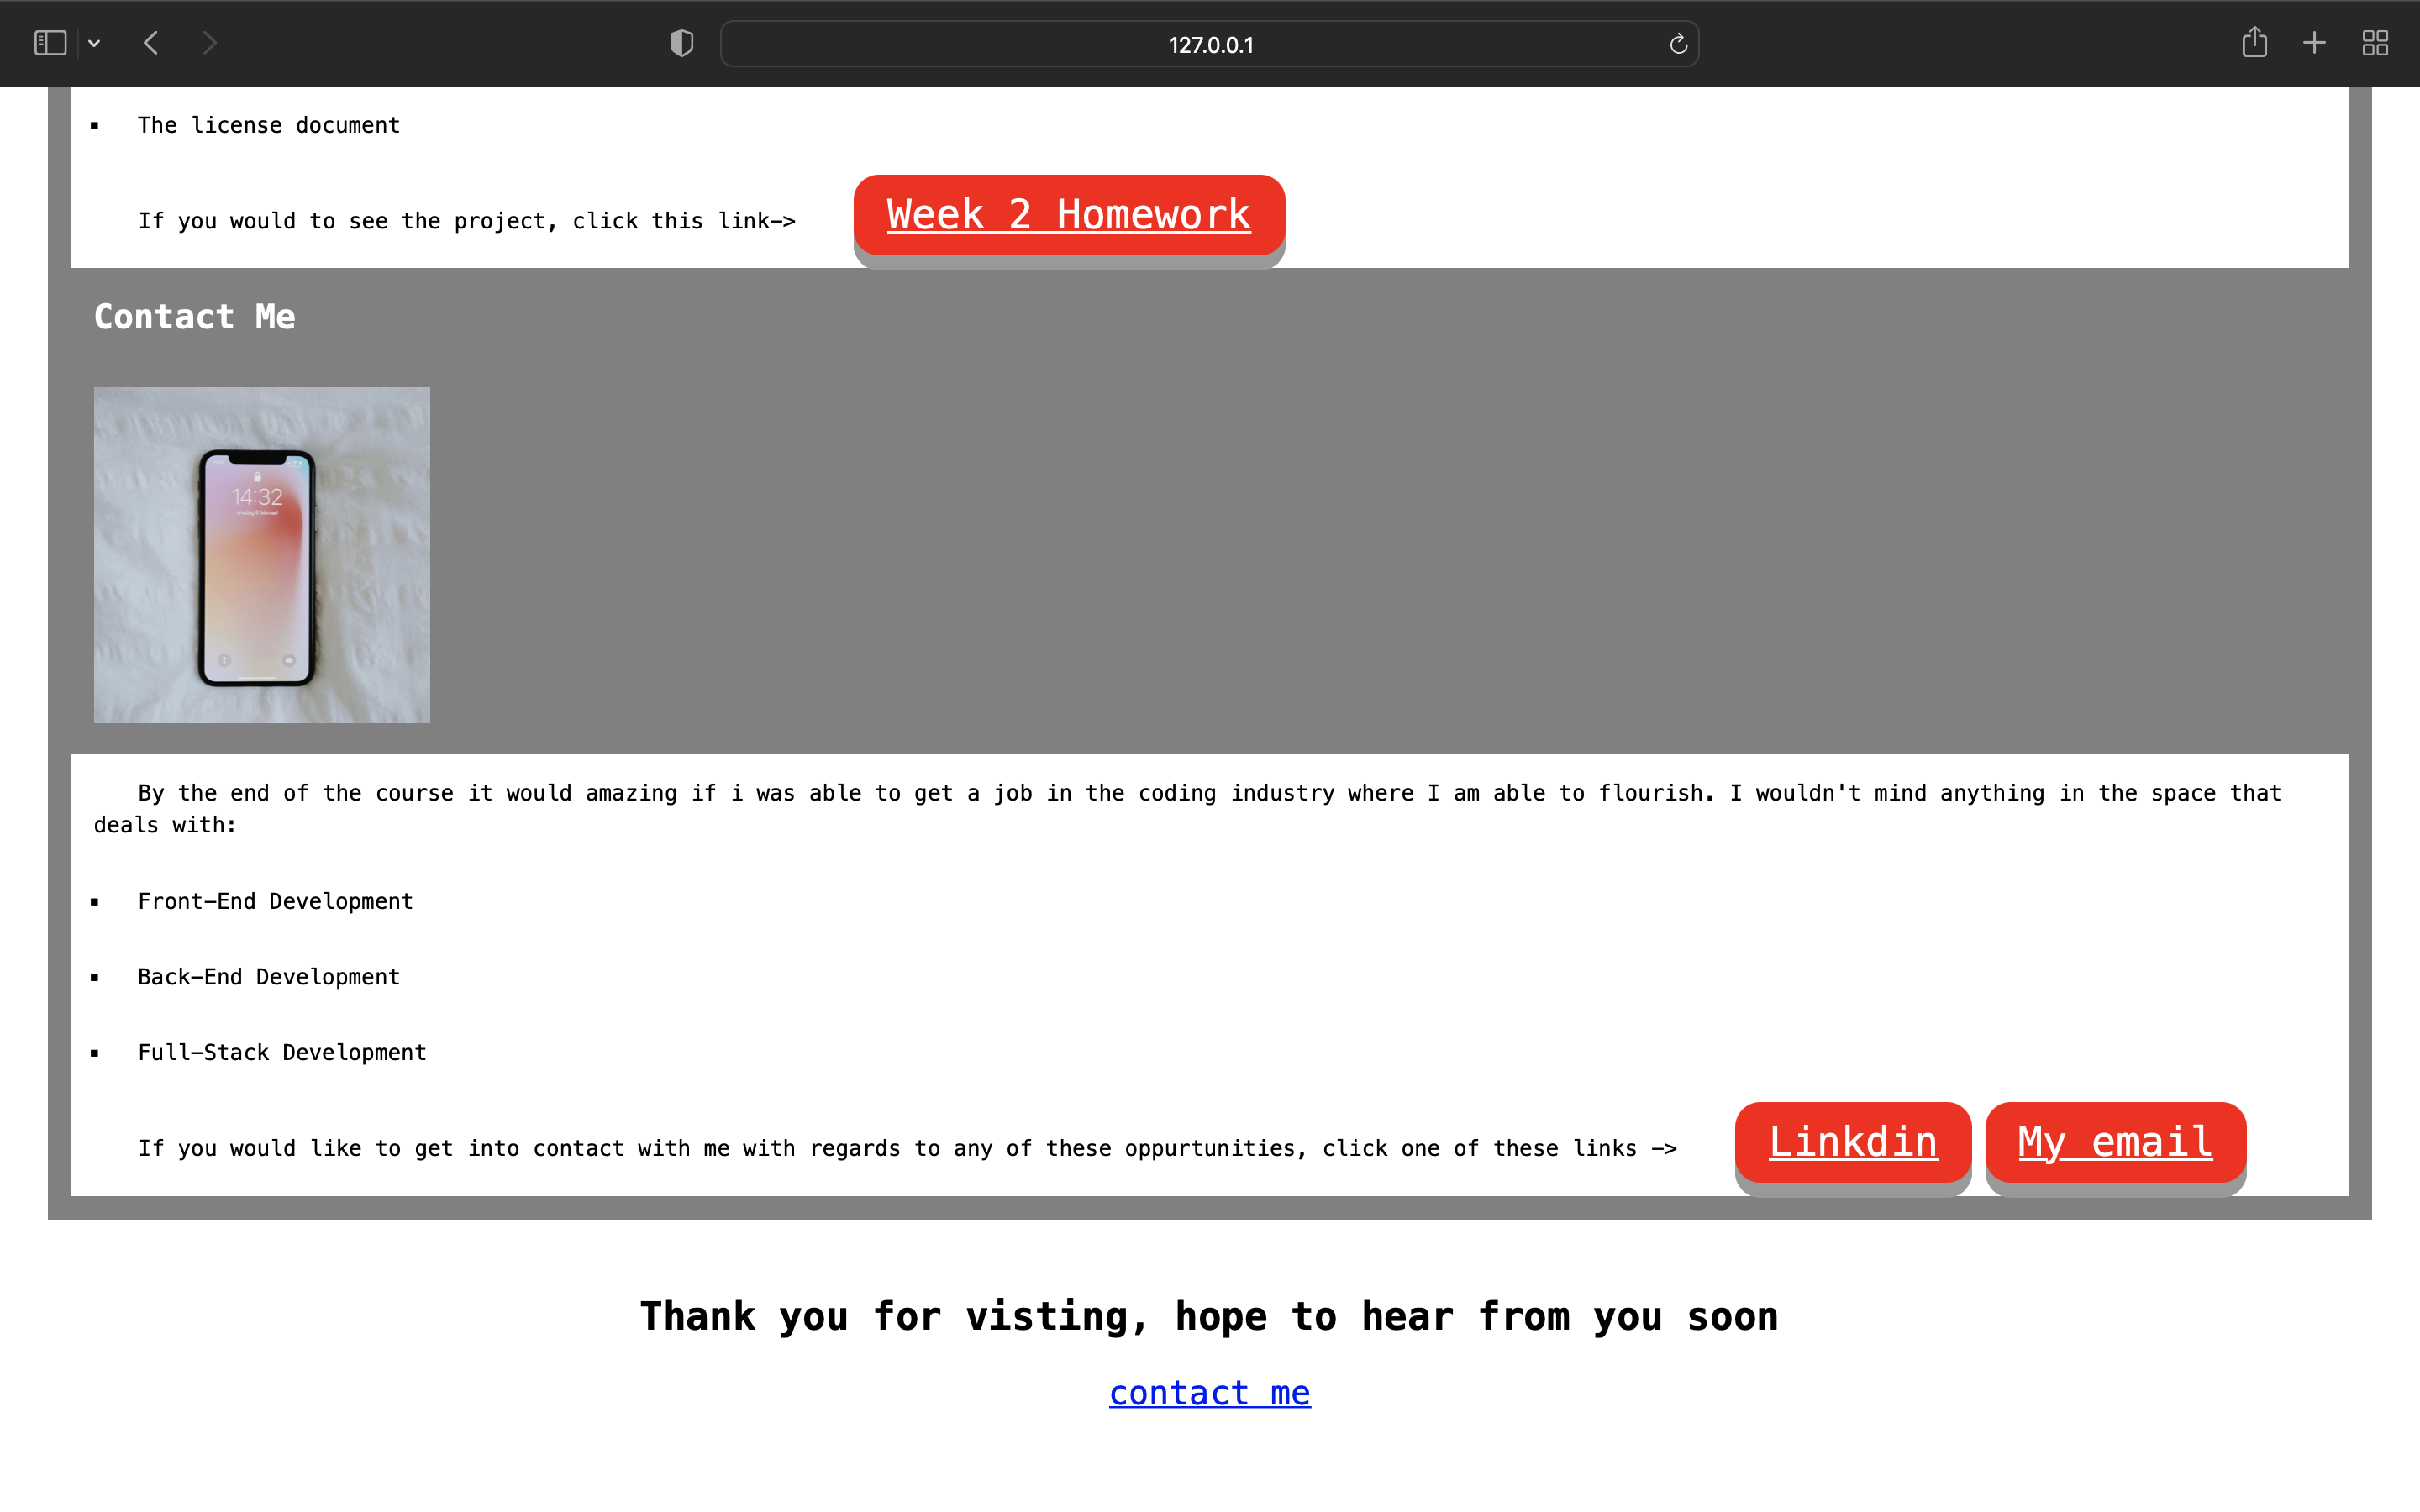 127.0.0.1
▪ The license document
If you would to see the project, click this link—>
Week 2 Homework
Contact Me
14:32
By the end of the course it would amazing if i was able to get a job in the coding industry where I am able to flourish. I wouldn't mind anything in the space that
deals with:
▪ Front-End Development
▪ Back-End Development
▪ Full-Stack Development
If you would like to get into contact with me with regards to any of these oppurtunities, click one of these links —>
Linkdin
My email
Thank you for visting, hope to hear from you soon
contact me